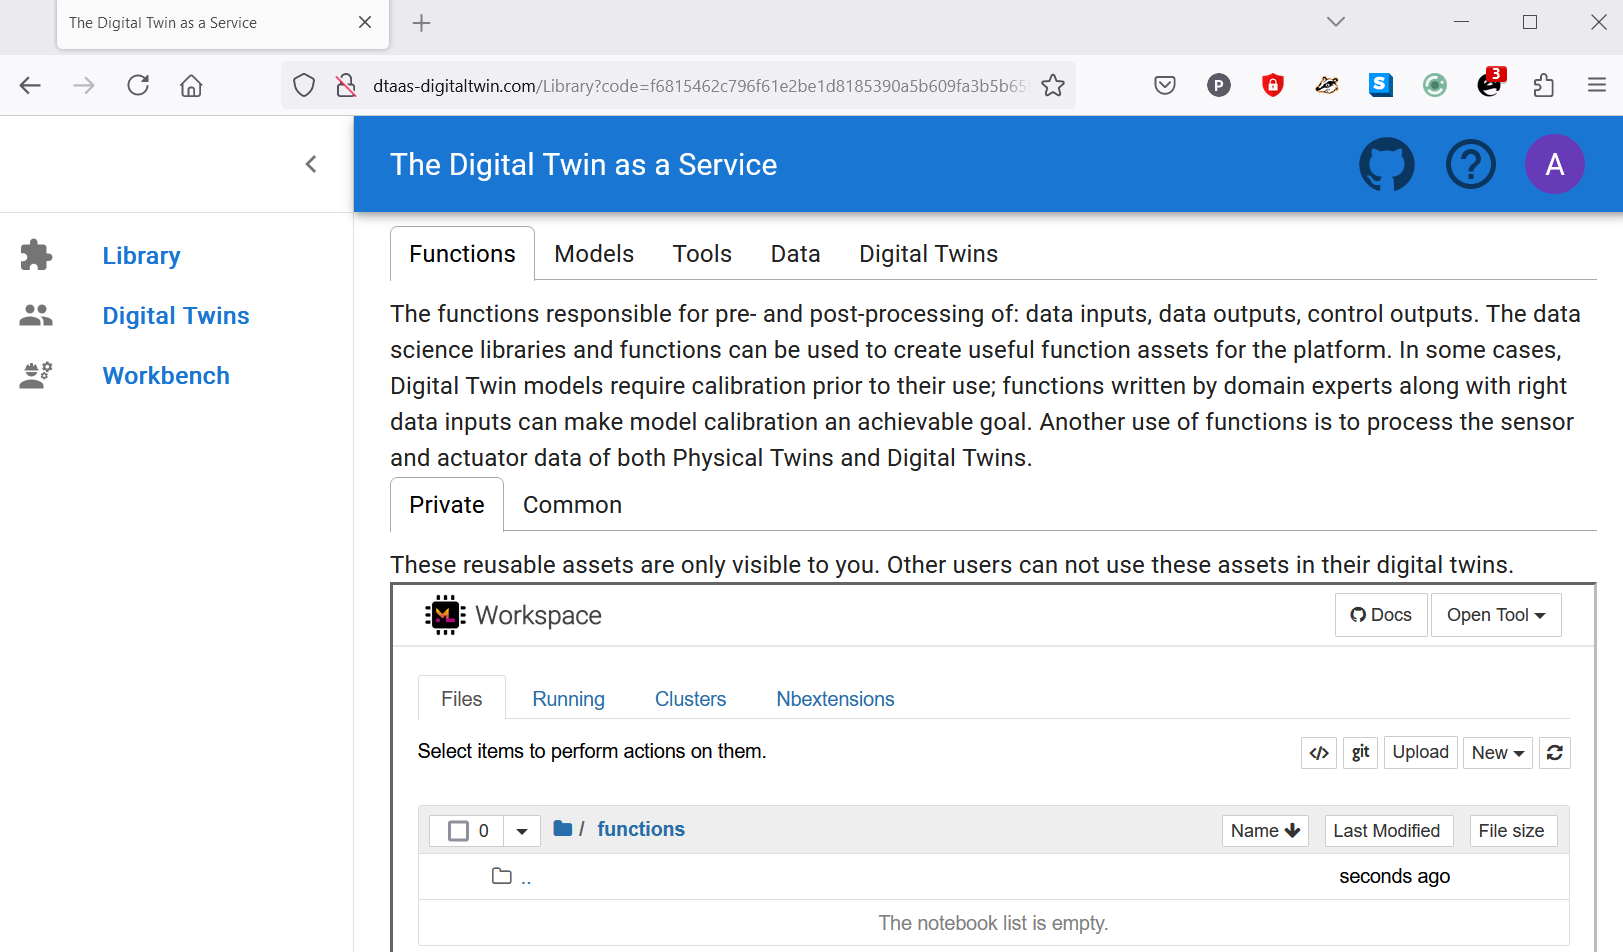 The Digital Twin as a Service
dtaas-digitaltwin.com/Library?code=f6815462c796f61e2be1d8185390a5b609fa3b5b65
P
S
3
The Digital Twin as a Service
A
Library
Digital Twins
Workbench
Functions Models Tools Data Digital Twins
The functions responsible for pre- and post-processing of: data inputs, data outputs, control outputs. The data
science libraries and functions can be used to create useful function assets for the platform. In some cases,
Digital Twin models require calibration prior to their use; functions written by domain experts along with right
data inputs can make model calibration an achievable goal. Another use of functions is to process the sensor
and actuator data of both Physical Twins and Digital Twins.
Private Common
These reusable assets are only visible to you. Other users can not use these assets in their digital twins.
ML Workspace Docs Open Tool
Files Running Clusters Nbextensions
Select items to perform actions on them. </> git Upload New
0 / functions Name Last Modified File size
.. seconds ago
The notebook list is empty.